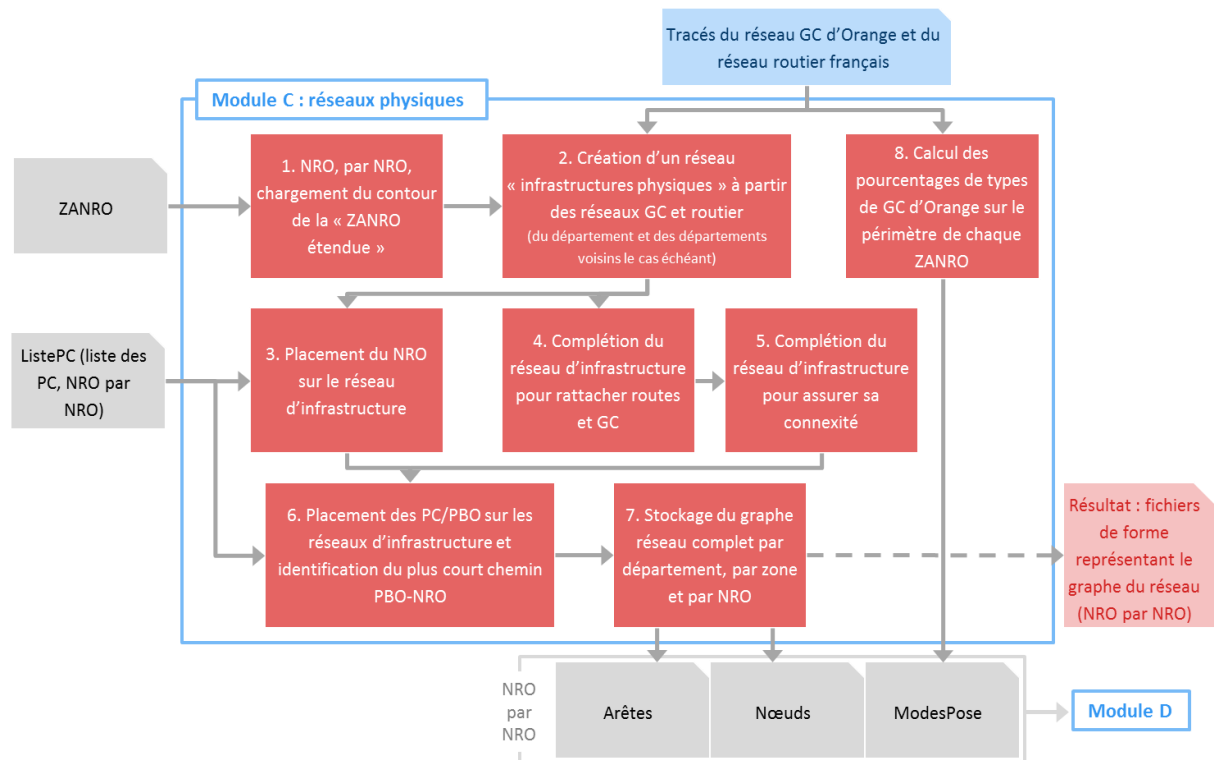 Tracés du réseau GC d’Orange et du
réseau routier français
Module C : réseaux physiques
ZANRO
1. NRO, par NRO,
chargement du contour
de la « ZANRO
étendue »
2. Création d’un réseau
« infrastructures physiques » à partir
des réseaux GC et routier
(du département et des départements
voisins le cas échéant)
8. Calcul des
pourcentages de types
de GC d’Orange sur le
périmètre de chaque
ZANRO
ListePC (liste des
PC, NRO par
NRO)
3. Placement du NRO
sur le réseau
d’infrastructure
4. Complétion du
réseau d’infrastructure
pour rattacher routes
et GC
5. Complétion du
réseau d’infrastructure
pour assurer sa
connexité
6. Placement des PC/PBO sur les
réseaux d’infrastructure et
identification du plus court chemin
PBO-NRO
7. Stockage du graphe
réseau complet par
département, par zone
et par NRO
Résultat : fichiers
de forme
représentant le
graphe du réseau
(NRO par NRO)
NRO
par
NRO
Arêtes
Nœuds
ModesPose
Module D